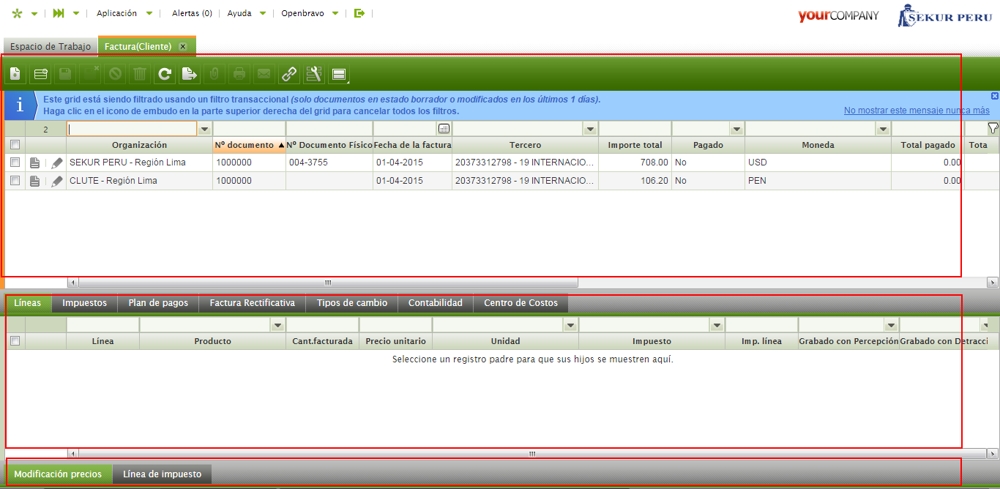 Aplicación Alertas (0) Ayuda Openbravo yourCOMPANY SEKUR PERU
Espacio de Trabajo Factura(Cliente)
i
Este grid está siendo filtrado usando un filtro transaccional (solo documentos en estado borrador o modificados en los últimos 1 días).
Haga clic en el icono de embudo en la parte superior derecha del grid para cancelar todos los filtros.
No mostrar este mensaje nunca más
2
Organización Nº documento Nº Documento Físico Fecha de la factura Tercero Importe total Pagado Moneda Total pagado Tota
SEKUR PERU - Región Lima 1000000 004-3755 01-04-2015 20373312798 - 19 INTERNACIO... 708.00 No USD 0.00
CLUTE - Región Lima 1000000 01-04-2015 20373312798 - 19 INTERNACIO... 106.20 No PEN 0.00
Líneas Impuestos Plan de pagos Factura Rectificativa Tipos de cambio Contabilidad Centro de Costos
Línea Producto Cant.facturada Precio unitario Unidad Impuesto Imp. línea Grabado con Percepción Grabado con Detracci
Seleccione un registro padre para que sus hijos se muestren aquí.
Modificación precios Línea de impuesto